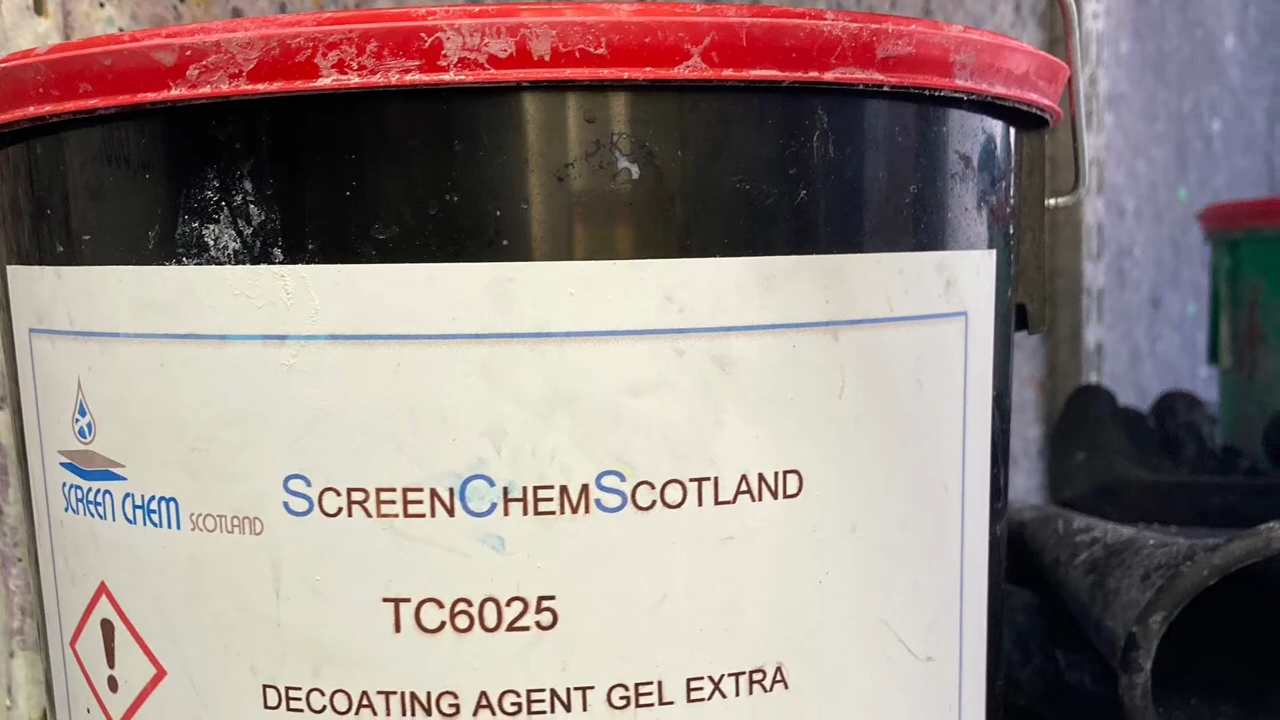 SCREEN CHEM SCOTLAND
SCREENCHEMSCOTLAND
TC6025
DECOATING AGENT GEL EXTRA